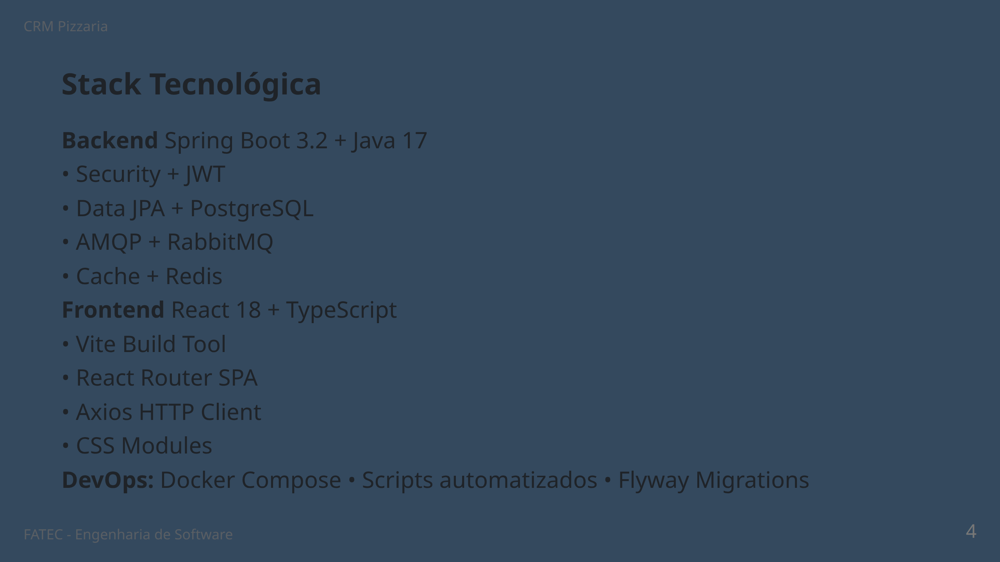 CRM Pizzaria
Stack Tecnológica
Backend Spring Boot 3.2 + Java 17
• Security + JWT
• Data JPA + PostgreSQL
• AMQP + RabbitMQ
• Cache + Redis
Frontend React 18 + TypeScript
• Vite Build Tool
• React Router SPA
• Axios HTTP Client
• CSS Modules
DevOps: Docker Compose • Scripts automatizados • Flyway Migrations
FATEC - Engenharia de Software
4